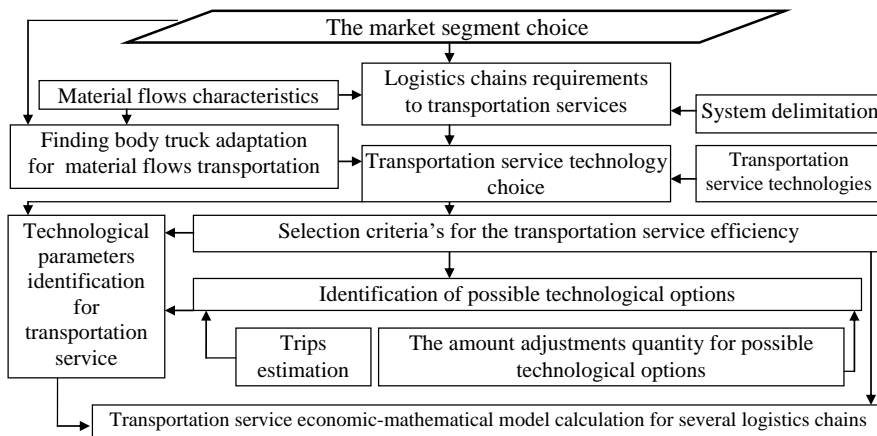 The market segment choice
Logistics chains requirements
to transportation services
Material flows characteristics
System delimitation
Finding body truck adaptation
for material flows transportation
Transportation service technology
choice
Transportation
service technologies
Technological
parameters
identification
for
transportation
service
Selection criteria's for the transportation service efficiency
Identification of possible technological options
Trips
estimation
The amount adjustments quantity for possible
technological options
Transportation service economic-mathematical model calculation for several logistics chains